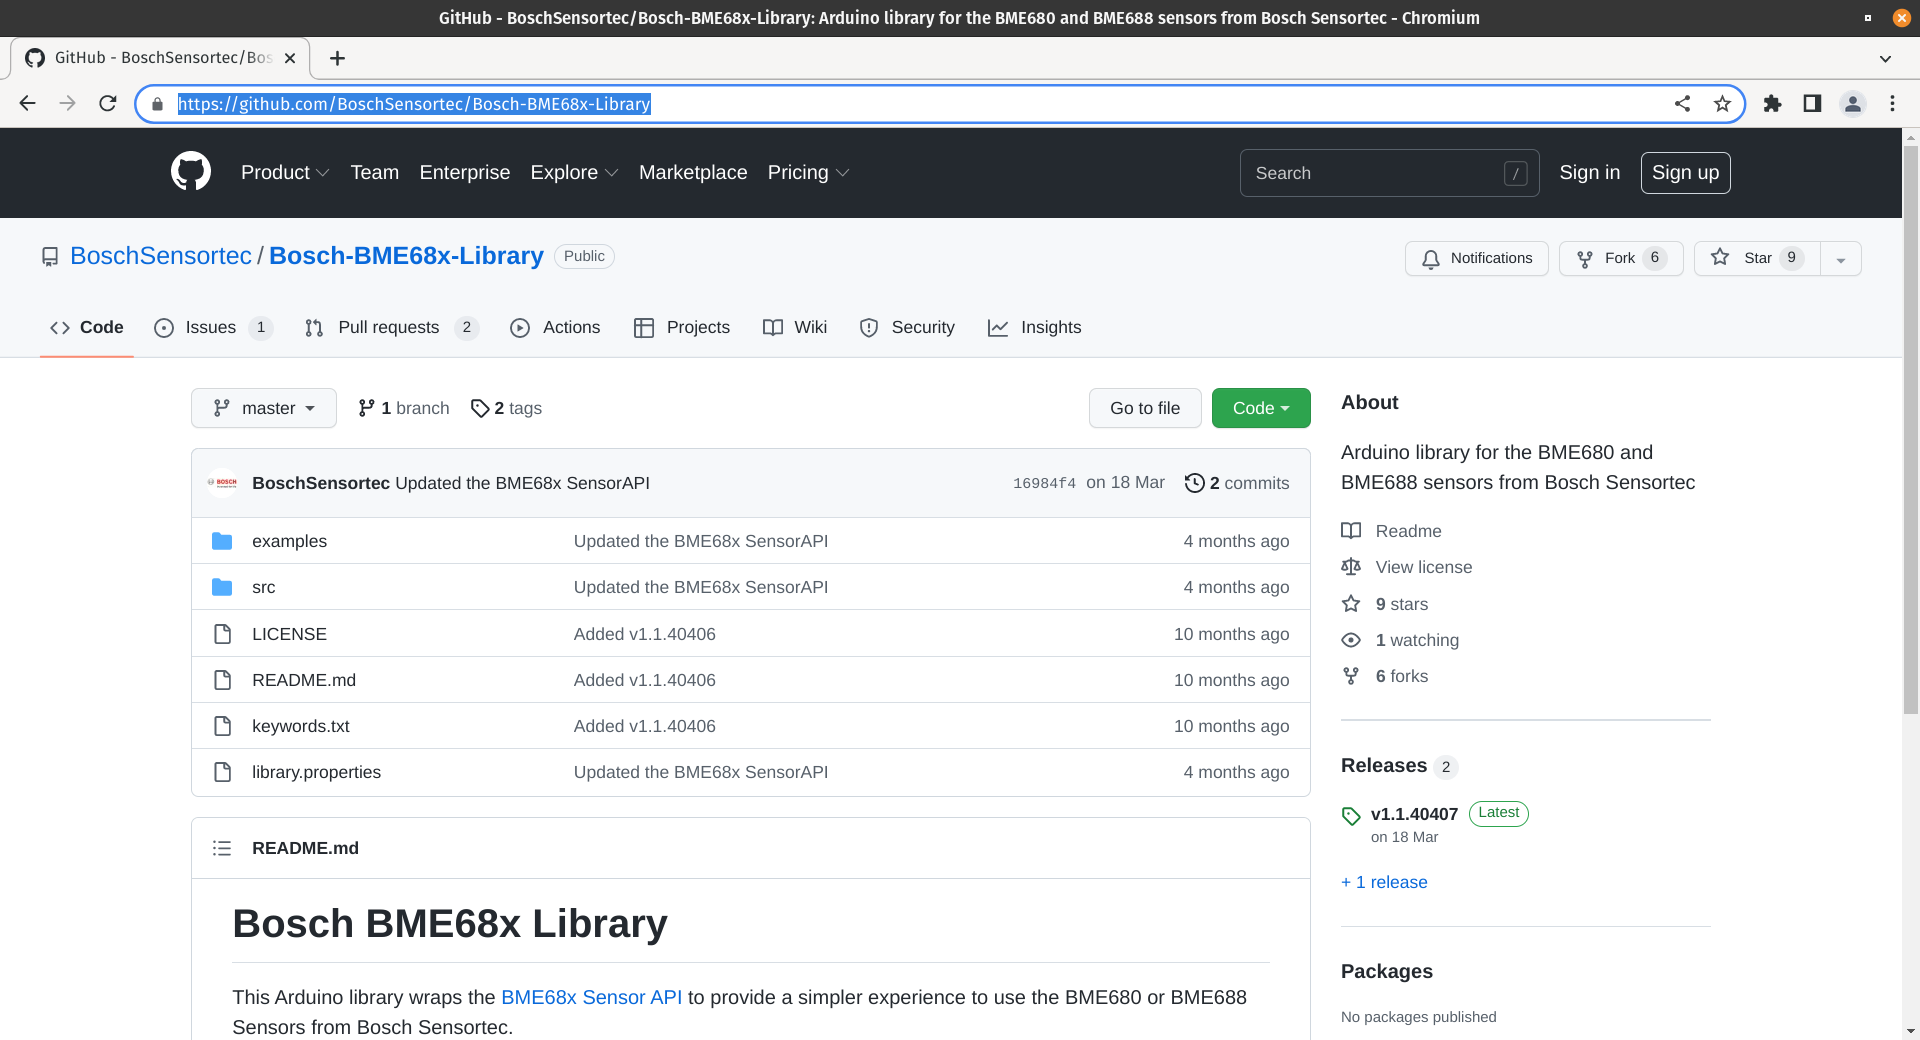 GitHub - BoschSensortec/Bosch-BME68x-Library: Arduino library for the BME680 and BME688 sensors from Bosch Sensortec - Chromium
GitHub - BoschSensortec/Bos
https://github.com/BoschSensortec/Bosch-BME68x-Library
Product Team Enterprise Explore Marketplace Pricing Search / Sign in Sign up
BoschSensortec / Bosch-BME68x-Library Public Notifications Fork 6 Star 9
Code Issues 1 Pull requests 2 Actions Projects Wiki Security Insights
master 1 branch 2 tags Go to file Code
BOSCH BoschSensortec Updated the BME68x SensorAPI 16984f4 on 18 Mar 2 commits
examples Updated the BME68x SensorAPI 4 months ago
src Updated the BME68x SensorAPI 4 months ago
LICENSE Added v1.1.40406 10 months ago
README.md Added v1.1.40406 10 months ago
keywords.txt Added v1.1.40406 10 months ago
library.properties Updated the BME68x SensorAPI 4 months ago
README.md
Bosch BME68x Library
This Arduino library wraps the BME68x Sensor API to provide a simpler experience to use the BME680 or BME688
Sensors from Bosch Sensortec.
About
Arduino library for the BME680 and
BME688 sensors from Bosch Sensortec
Readme
View license
9 stars
1 watching
6 forks
Releases 2
v1.1.40407 Latest
on 18 Mar
+ 1 release
Packages
No packages published